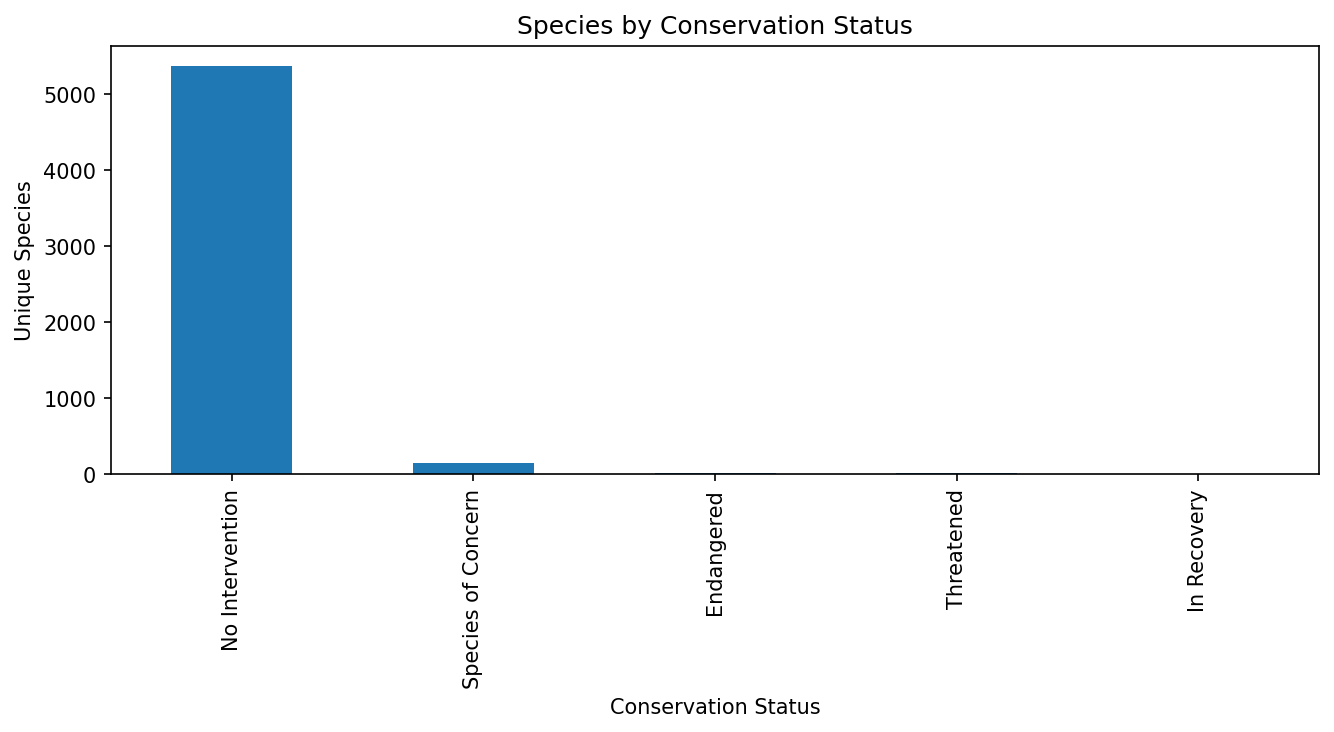 Species by Conservation Status
Unique Species
5000
4000
3000
2000
1000
0
No Intervention
Species of Concern
Endangered
Threatened
In Recovery
Conservation Status